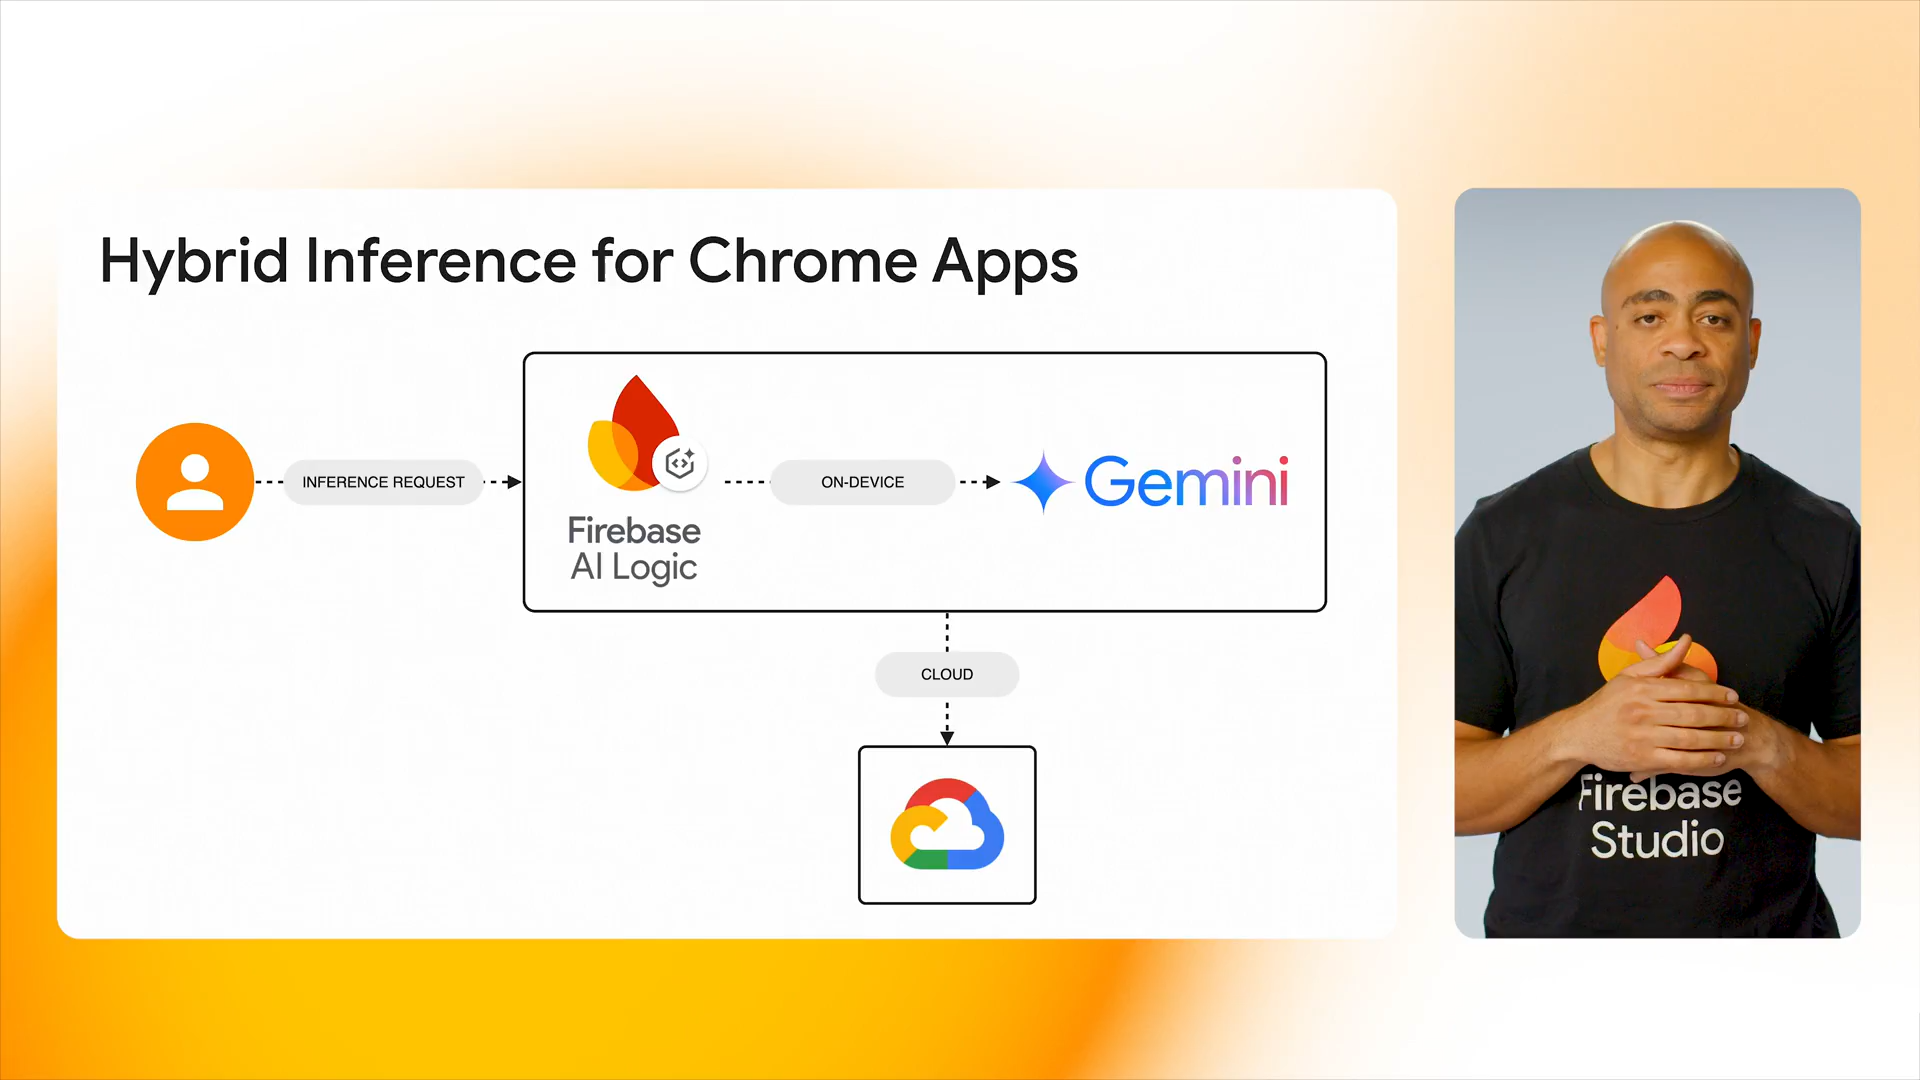 Hybrid Inference for Chrome Apps
INFERENCE REQUEST
Firebase
AI Logic
ON-DEVICE
Gemini
CLOUD
Firebase
Studio